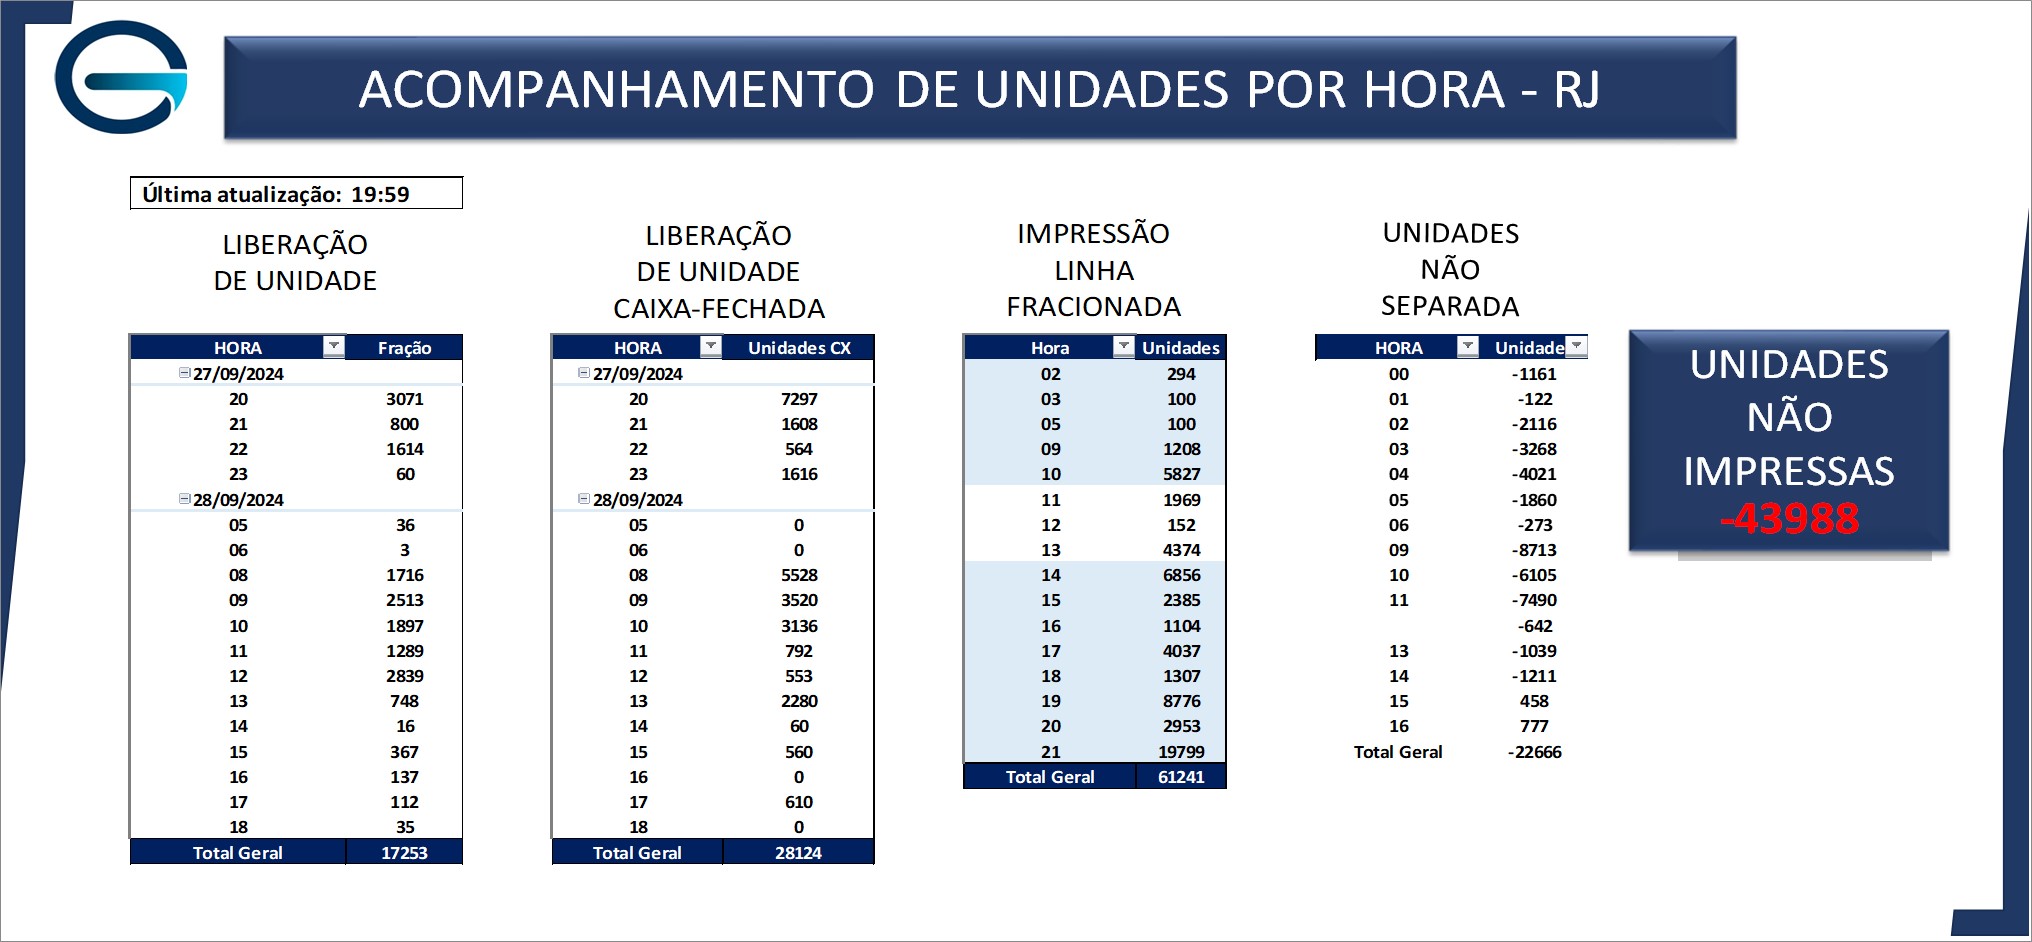 ACOMPANHAMENTO DE UNIDADES POR HORA - RJ
Última atualização: 19:59
LIBERAÇÃO
DE UNIDADE
HORA Fração
27/09/2024
20 3071
21 800
22 1614
23 60
28/09/2024
05 36
06 3
08 1716
09 2513
10 1897
11 1289
12 2839
13 748
14 16
15 367
16 137
17 112
18 35
Total Geral 17253
LIBERAÇÃO
DE UNIDADE
CAIXA-FECHADA
HORA Unidades CX
27/09/2024
20 7297
21 1608
22 564
23 1616
28/09/2024
05 0
06 0
08 5528
09 3520
10 3136
11 792
12 553
13 2280
14 60
15 560
16 0
17 610
18 0
Total Geral 28124
IMPRESSÃO
LINHA
FRACIONADA
Hora Unidades
02 294
03 100
05 100
09 1208
10 5827
11 1969
12 152
13 4374
14 6856
15 2385
16 1104
17 4037
18 1307
19 8776
20 2953
21 19799
Total Geral 61241
UNIDADES
NÃO
SEPARADA
HORA Unidade
00 -1161
01 -122
02 -2116
03 -3268
04 -4021
05 -1860
06 -273
09 -8713
10 -6105
11 -7490
-642
13 -1039
14 -1211
15 458
16 777
Total Geral -22666
UNIDADES
NÃO
IMPRESSAS
-43988